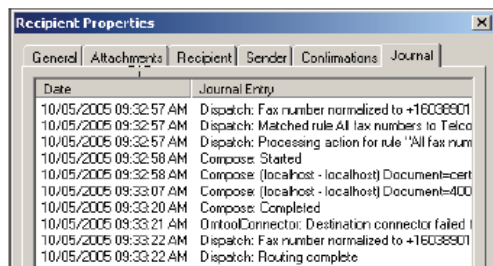 Recipient Properties
General Attachments Recipient Sender Confirmations Journal
Date Journal Entry
10/05/2005 09:32:57 AM Dispatch: Fax number normalized to +16038901
10/05/2005 09:32:57 AM Dispatch: Matched rule All fax numbers to Telco
10/05/2005 09:32:57 AM Dispatch: Processing action for rule "All fax num
10/05/2005 09:32:58 AM Compose: Started
10/05/2005 09:32:58 AM Compose: (localhost - localhost) Document=cert
10/05/2005 09:33:07 AM Compose: (localhost - localhost) Document=400
10/05/2005 09:33:20 AM Compose: Completed
10/05/2005 09:33:21 AM OmtoolConnector: Destination connector failed t
10/05/2005 09:33:22 AM Dispatch: Fax number normalized to +16038901
10/05/2005 09:33:22 AM Dispatch: Routing complete